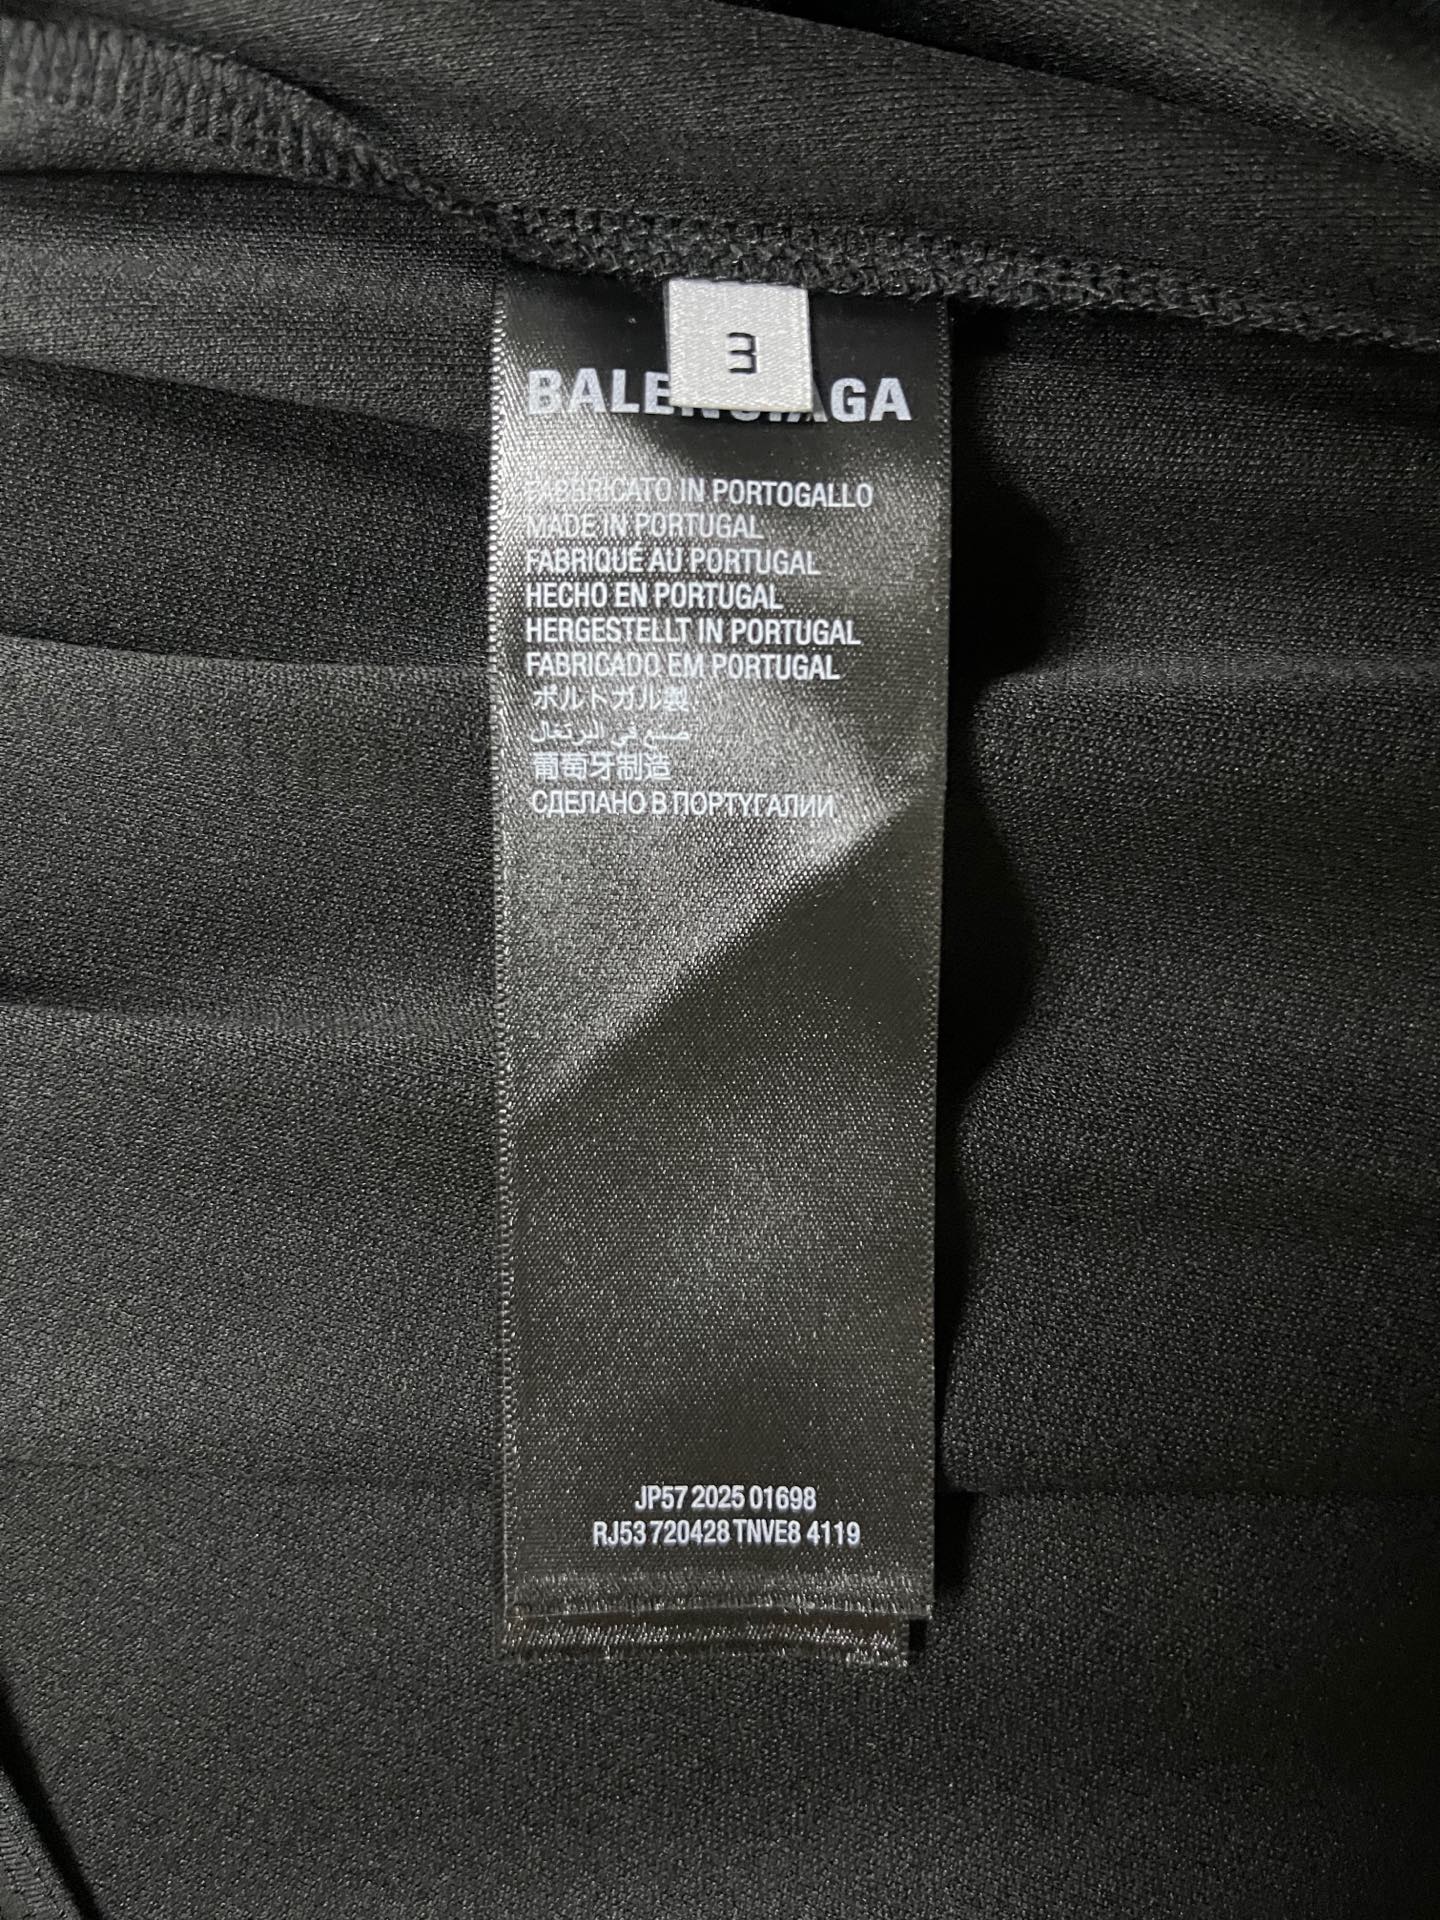 3
BALENCIAGA
FABBRICATO IN PORTOGALLO
MADE IN PORTUGAL
FABRIQUÉ AU PORTUGAL
HECHO EN PORTUGAL
HERGESTELLT IN PORTUGAL
FABRICADO EM PORTUGAL
ポルトガル製
صنع في البرتغال
葡萄牙制造
СДЕЛАНО В ПОРТУГАЛИИ
JP57 2025 01698
RJ53 720428 TNVE8 4119